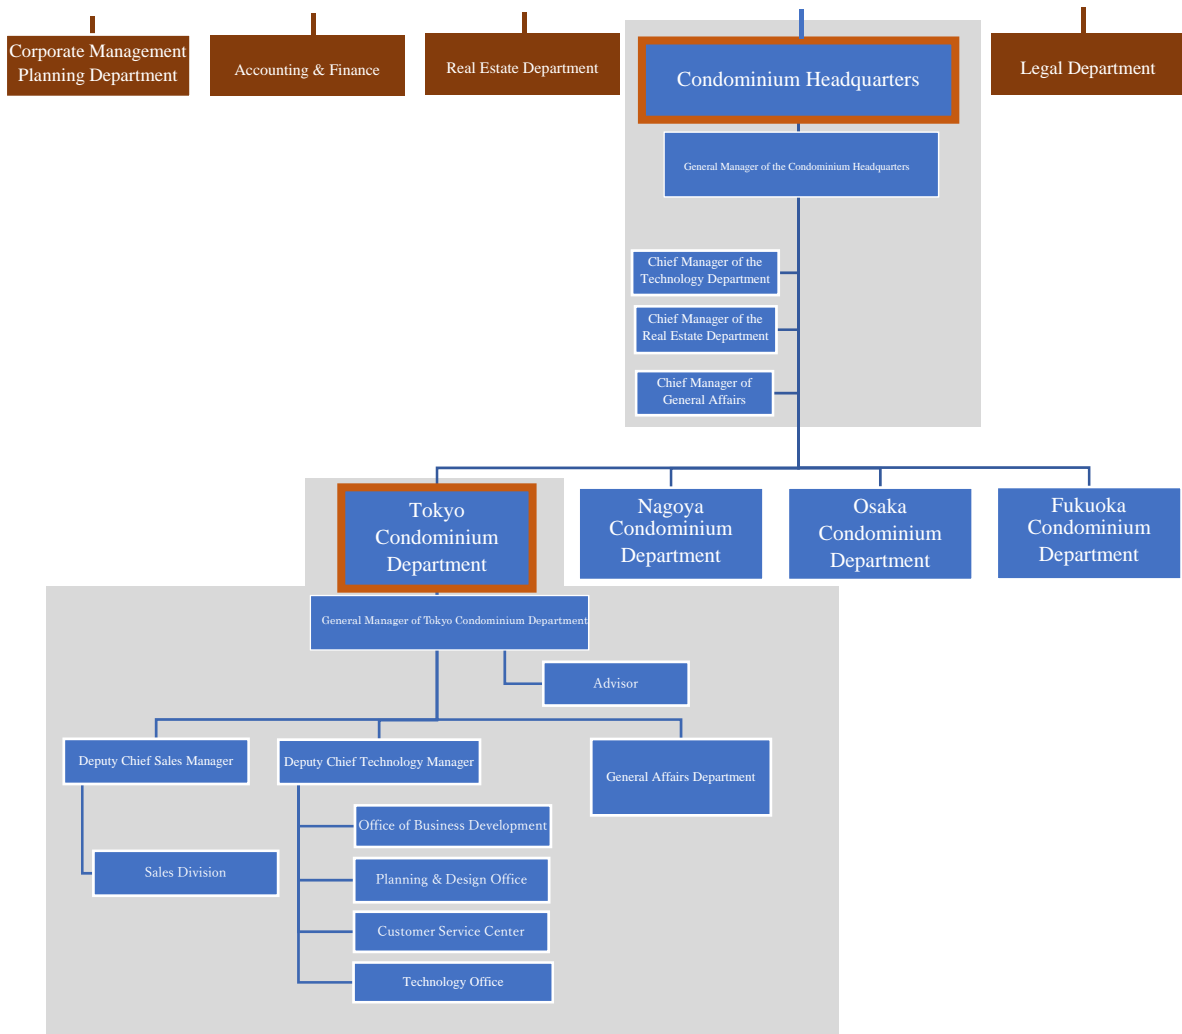 Corporate Management
Planning Department
Accounting & Finance
Real Estate Department
Condominium Headquarters
Legal Department
General Manager of the Condominium Headquarters
Chief Manager of the
Technology Department
Chief Manager of the
Real Estate Department
Chief Manager of
General Affairs
Tokyo
Condominium
Department
Nagoya
Condominium
Department
Osaka
Condominium
Department
Fukuoka
Condominium
Department
General Manager of Tokyo Condominium Department
Advisor
Deputy Chief Sales Manager
Deputy Chief Technology Manager
General Affairs Department
Office of Business Development
Sales Division
Planning & Design Office
Customer Service Center
Technology Office